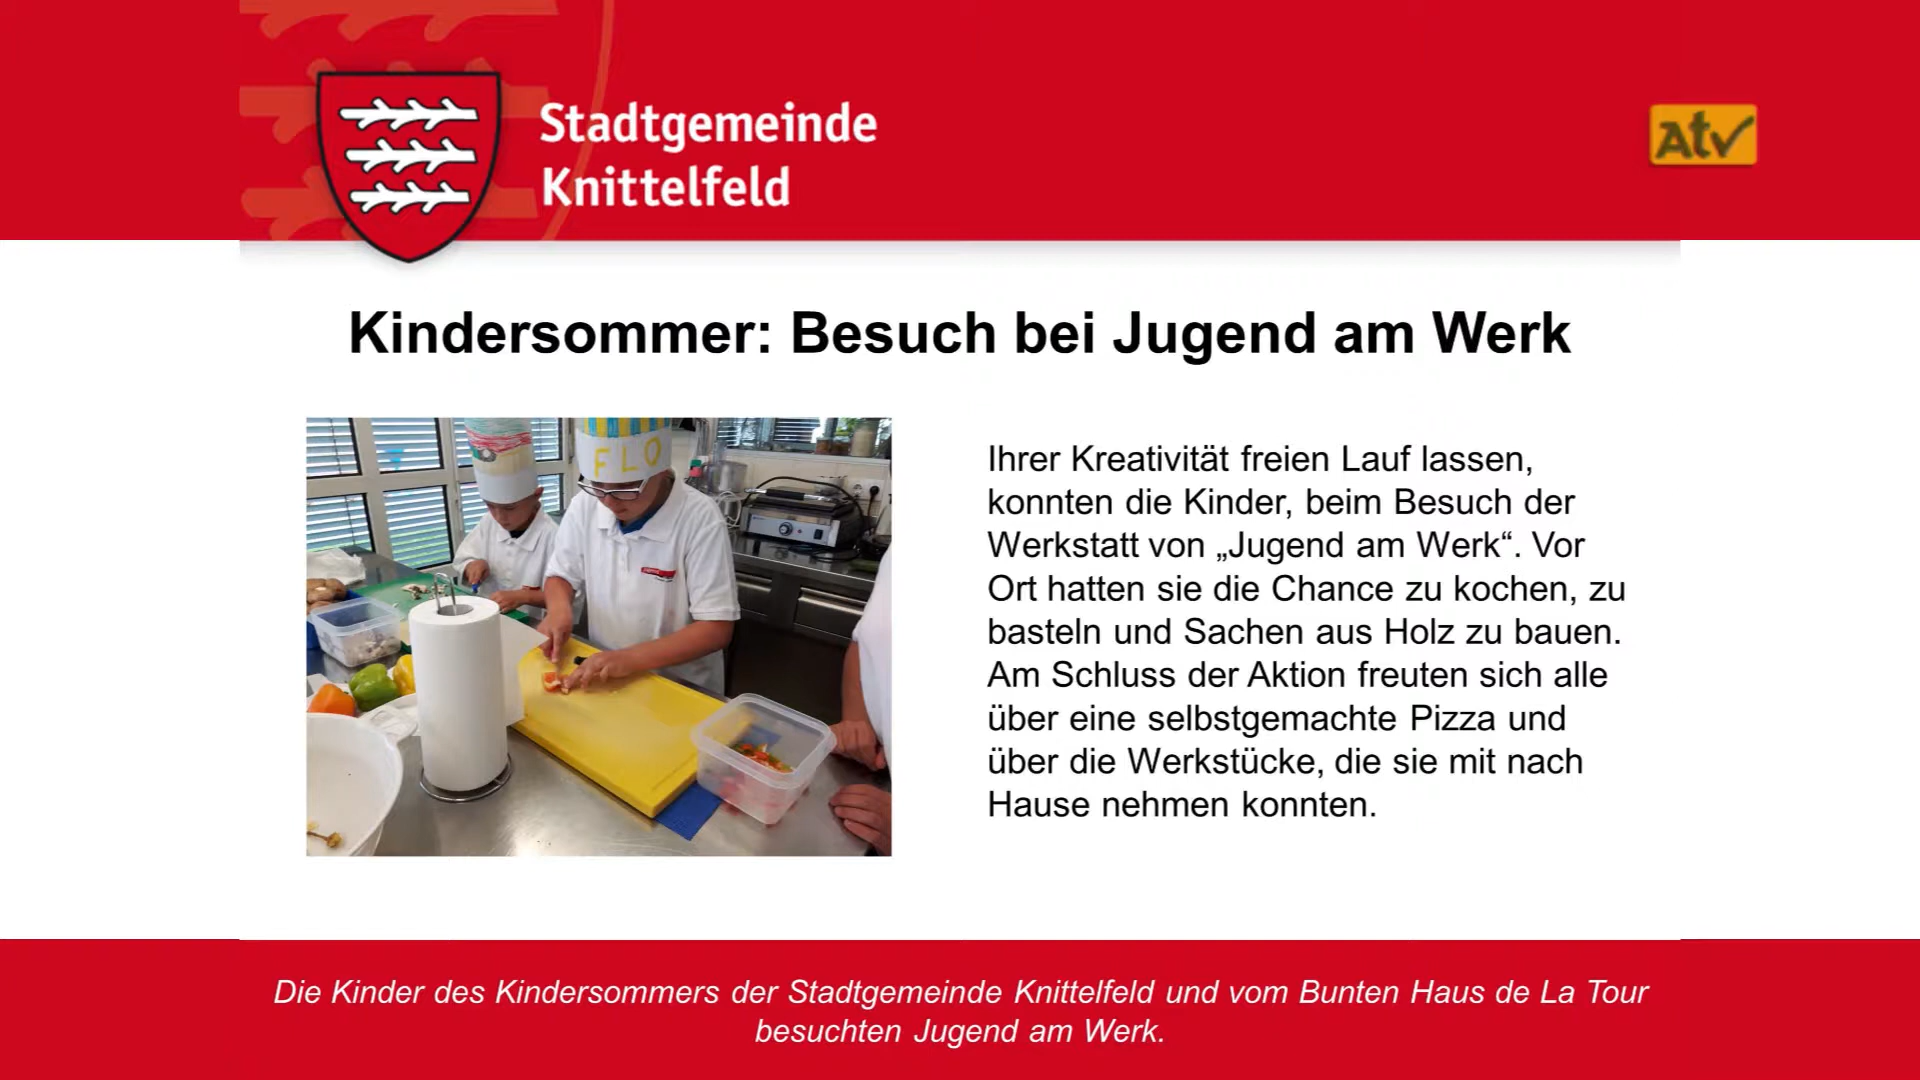 Stadtgemeinde
Knittelfeld
Atv
Kindersommer: Besuch bei Jugend am Werk
FLO
Ihrer Kreativität freien Lauf lassen,
konnten die Kinder, beim Besuch der
Werkstatt von „Jugend am Werk“. Vor
Ort hatten sie die Chance zu kochen, zu
basteln und Sachen aus Holz zu bauen.
Am Schluss der Aktion freuten sich alle
über eine selbstgemachte Pizza und
über die Werkstücke, die sie mit nach
Hause nehmen konnten.
Die Kinder des Kindersommers der Stadtgemeinde Knittelfeld und vom Bunten Haus de La Tour
besuchten Jugend am Werk.